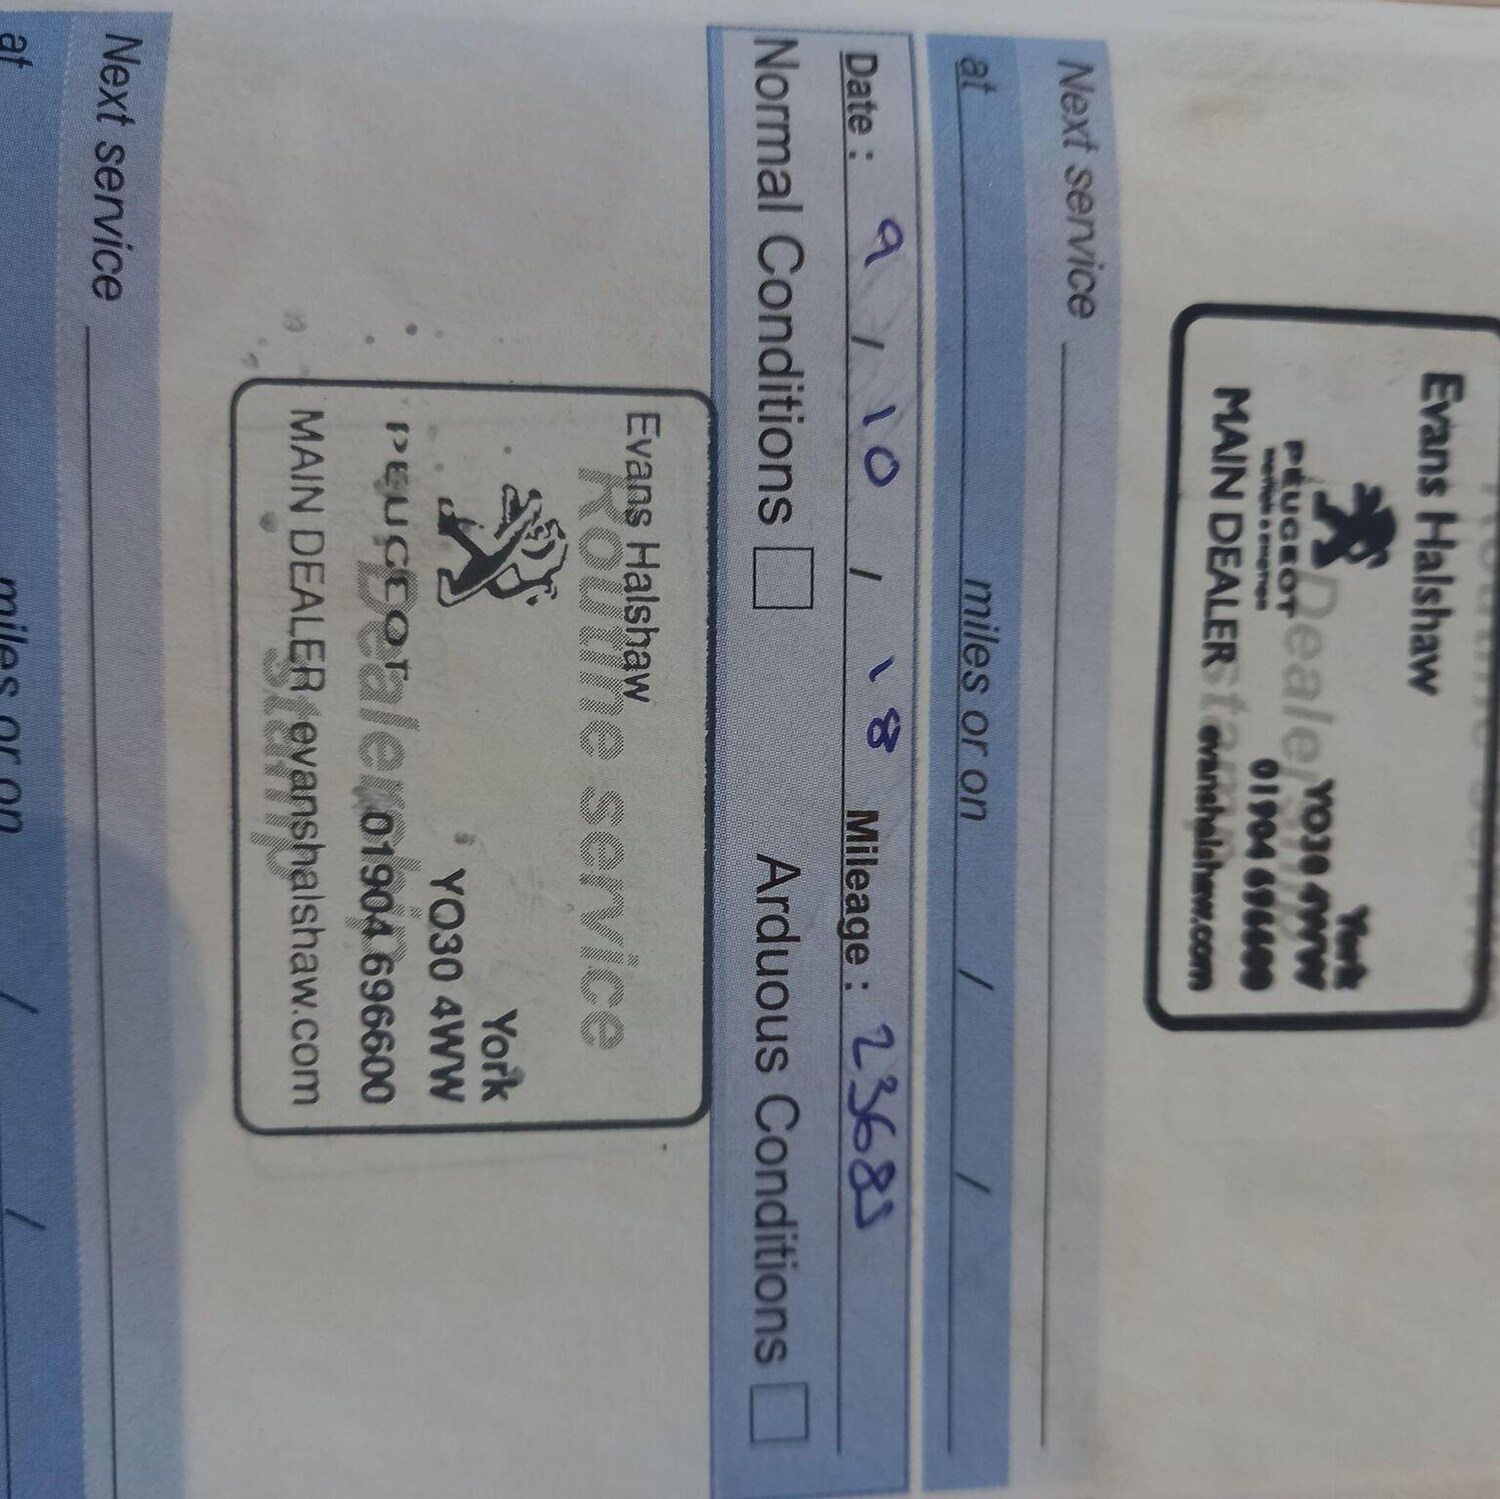 Evans Halshaw
York
YO30 4WW
PEUGEOT
01904 696600
MAIN DEALER evanshalshaw.com
Dealer
Next service
at miles or on / /
Date : 9 / 10 / 18 Mileage : 23685
Normal Conditions Arduous Conditions
Evans Halshaw
Routine service
York
YO30 4WW
PEUGEOT 01904 696600
Dealership
MAIN DEALER evanshalshaw.com
stamp
Next service
at miles or on / /